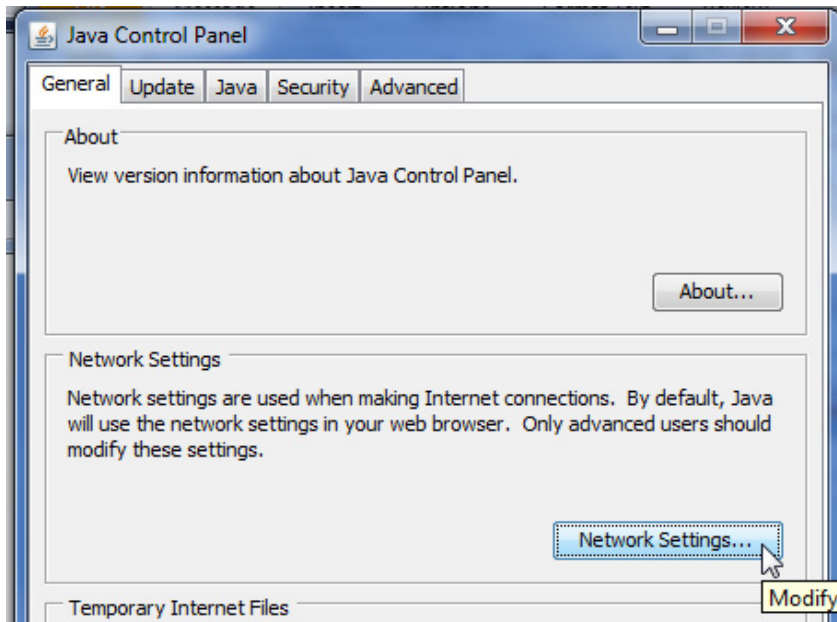 Java Control Panel
General Update Java Security Advanced
About
View version information about Java Control Panel.
About...
Network Settings
Network settings are used when making Internet connections.  By default, Java
will use the network settings in your web browser.  Only advanced users should
modify these settings.
Network Settings...
Modify
Temporary Internet Files